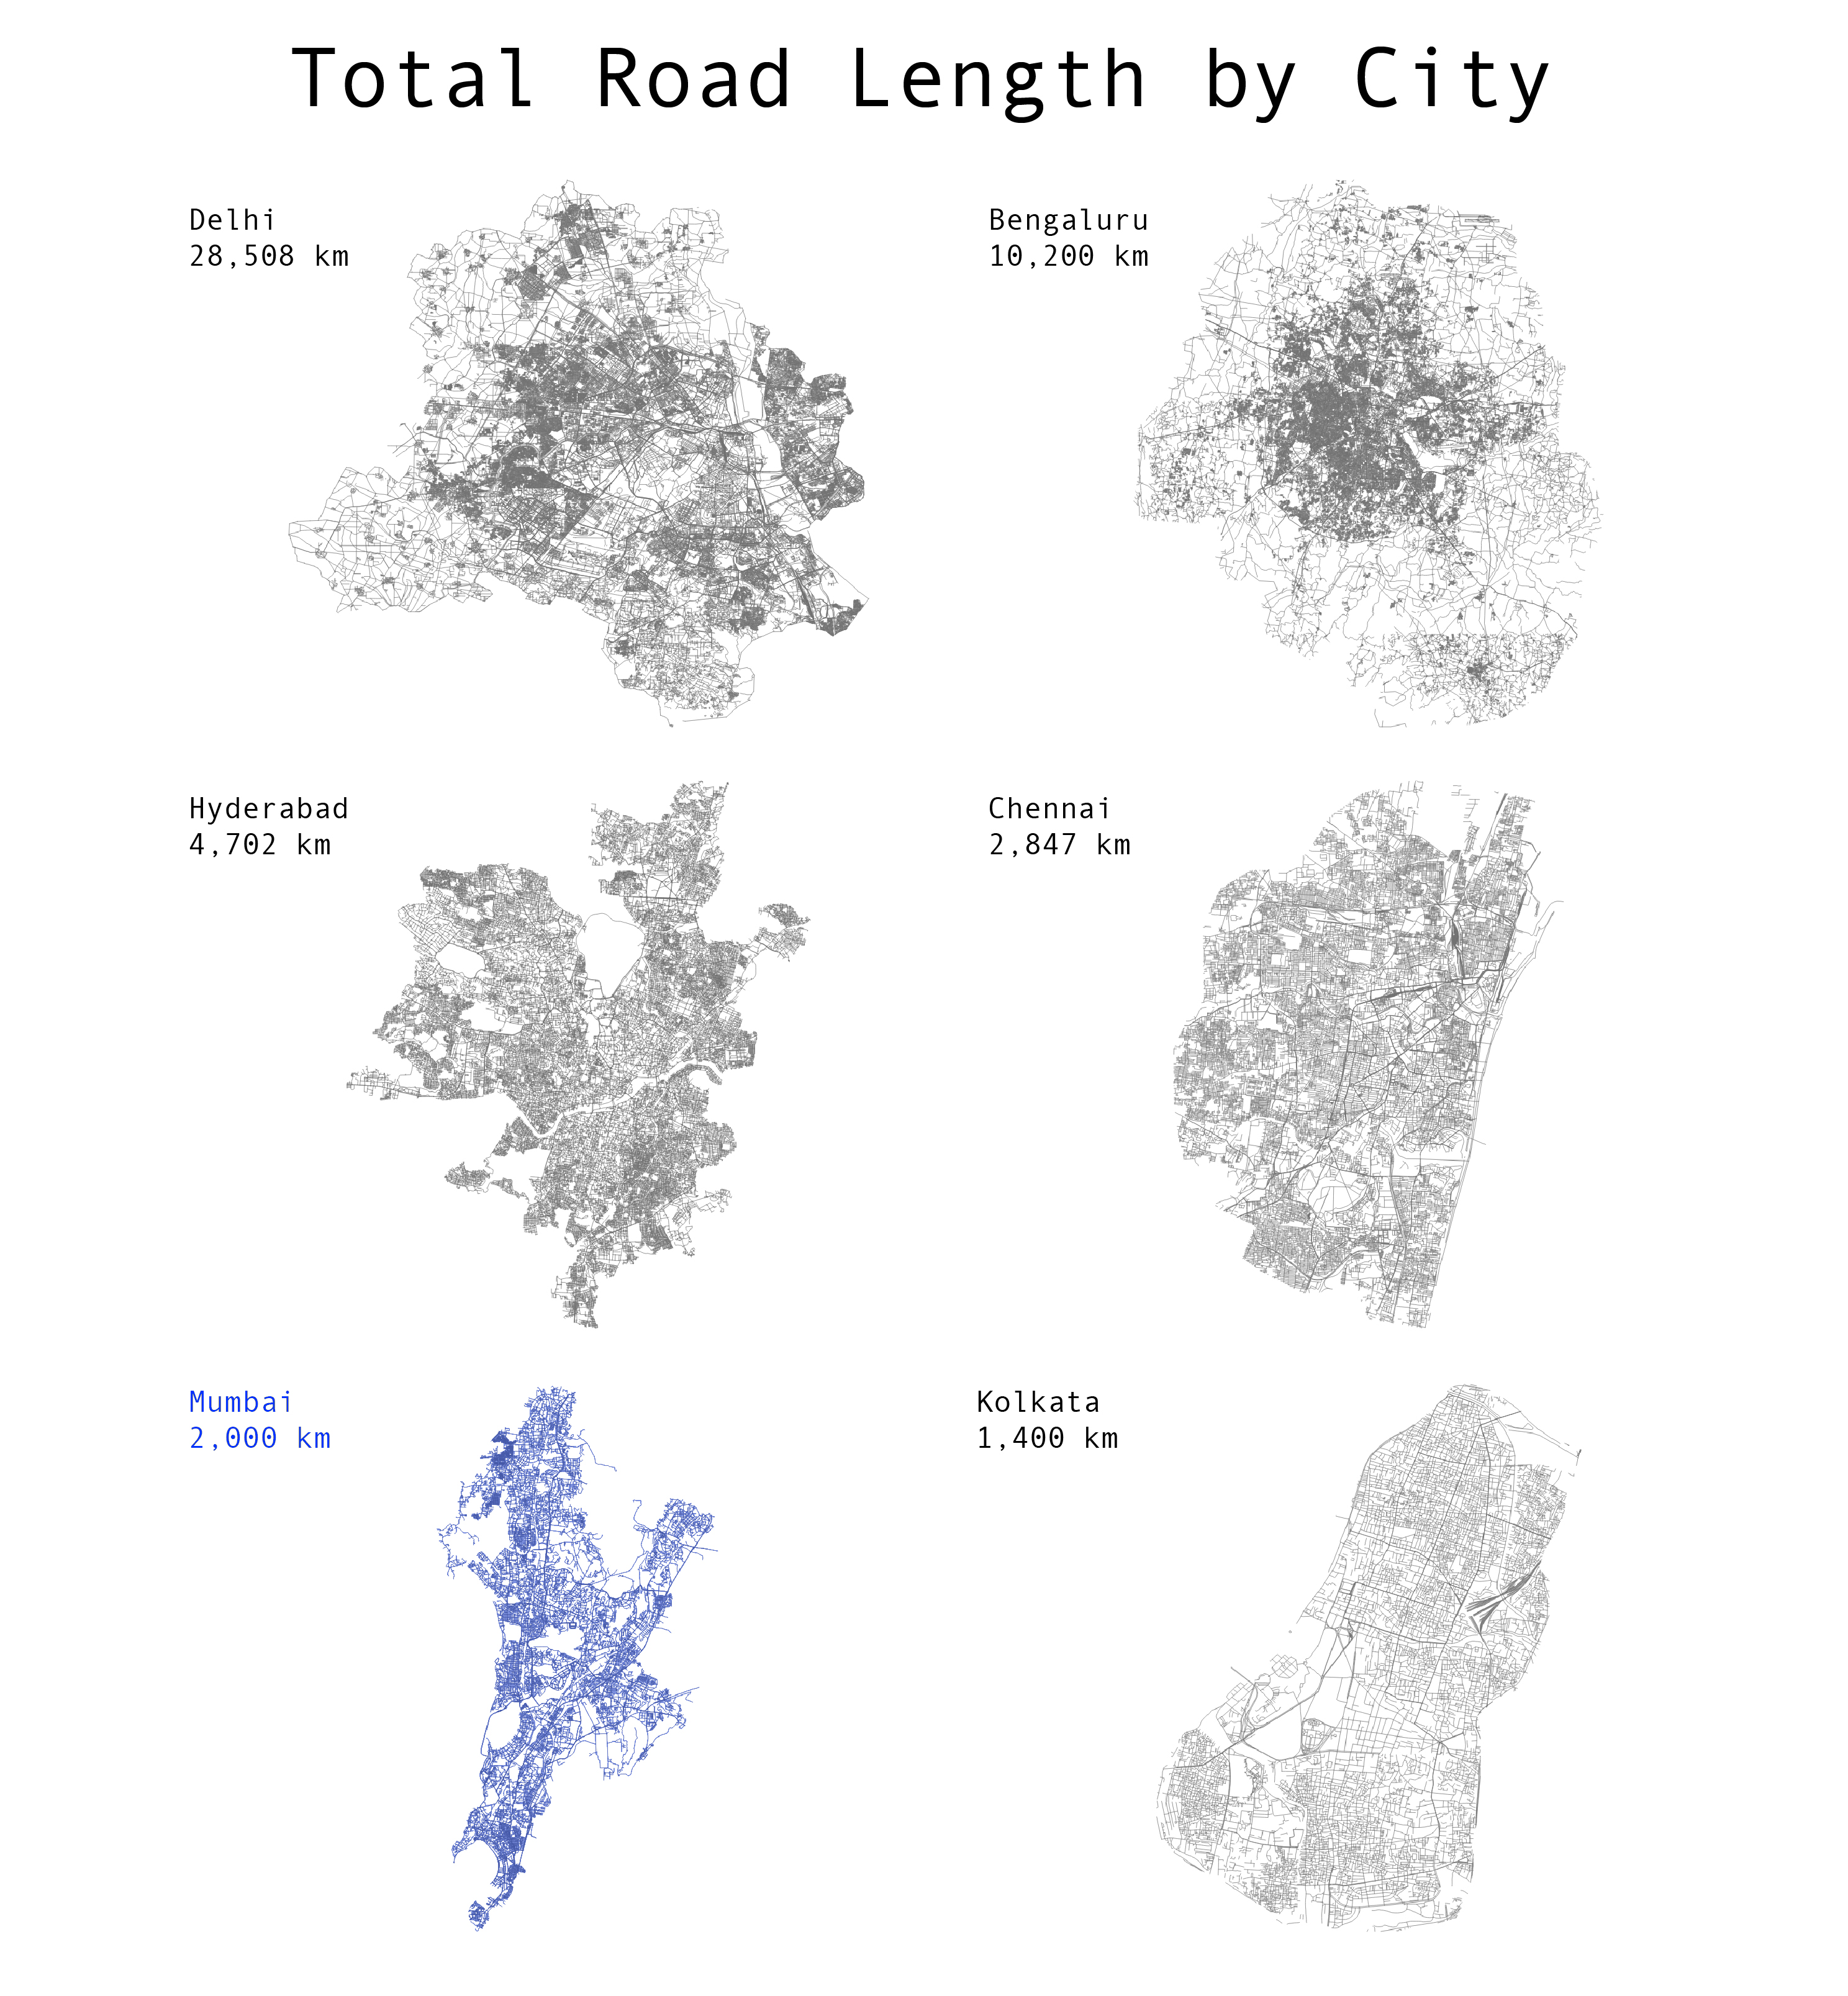 Total Road Length by City
Delhi
28,508 km
Bengaluru
10,200 km
Hyderabad
4,702 km
Chennai
2,847 km
Mumbai
2,000 km
Kolkata
1,400 km